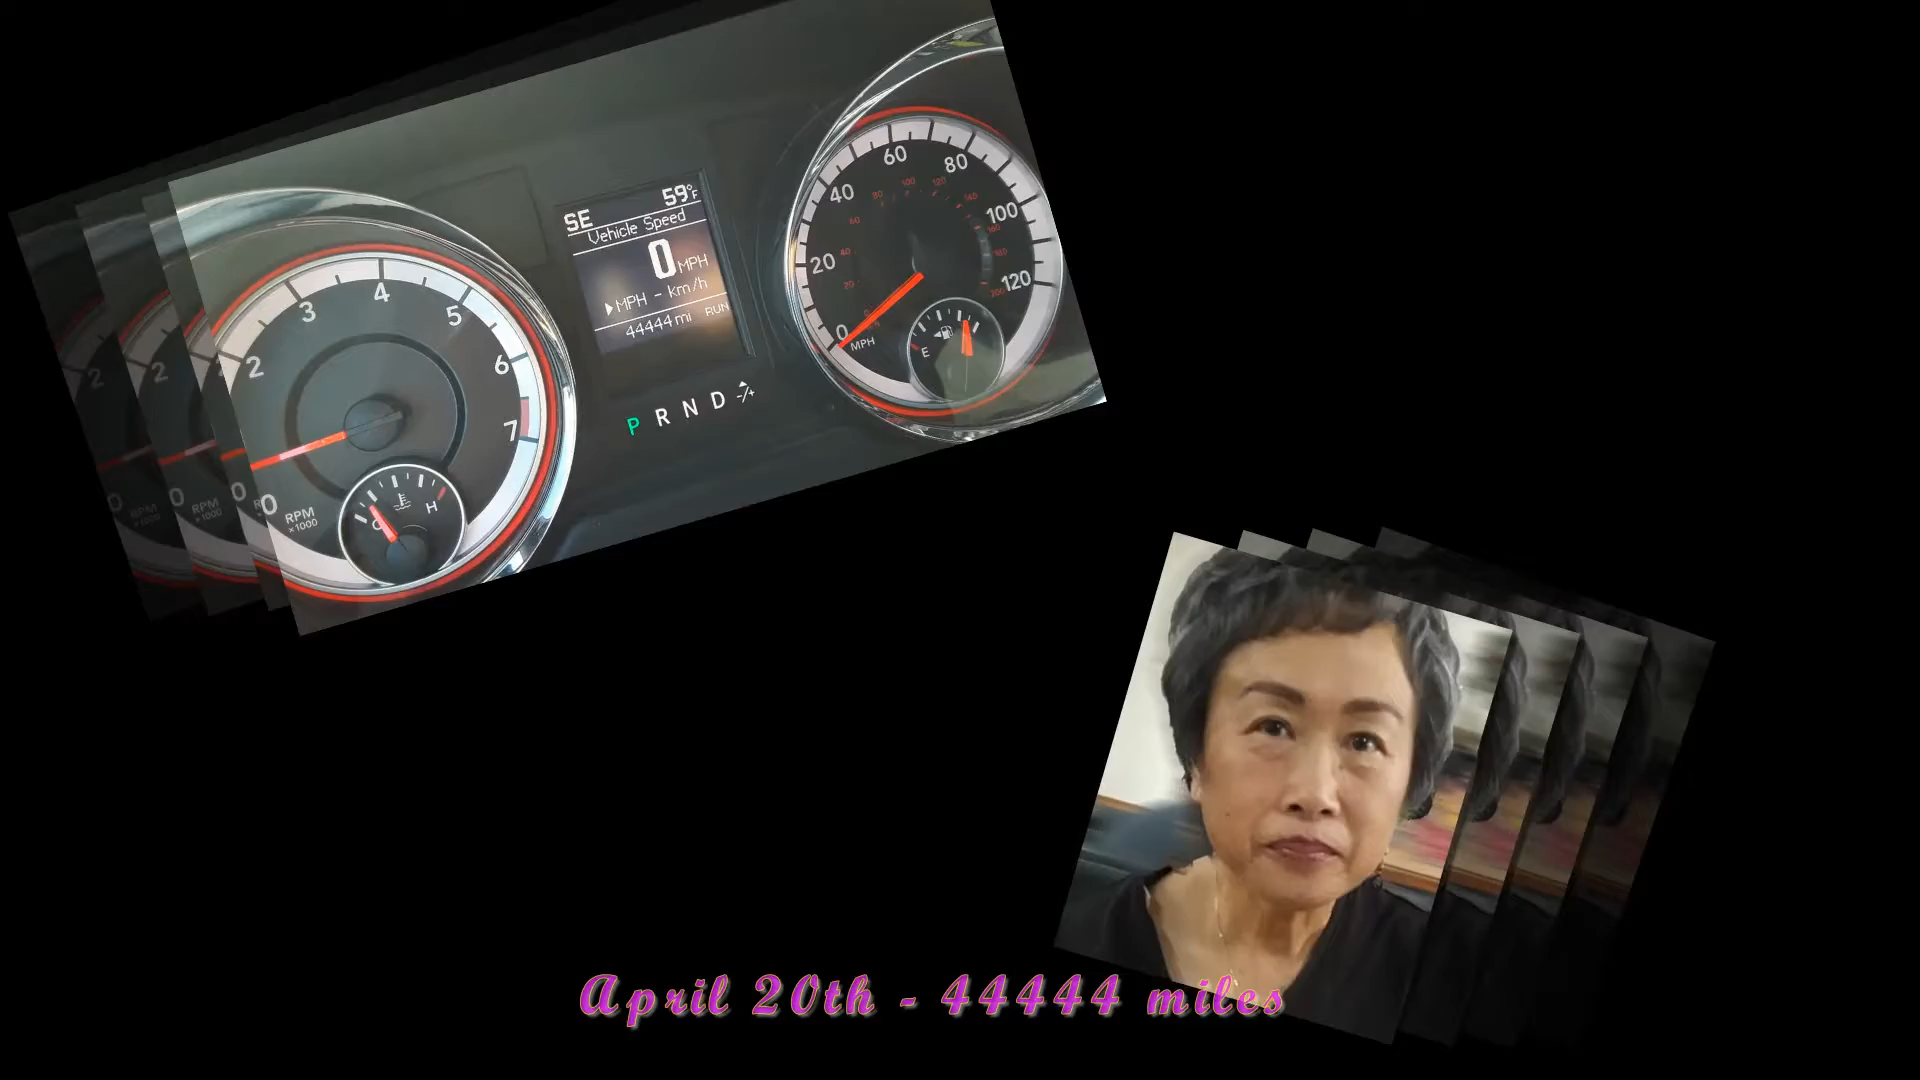 SE 59°F
Vehicle Speed
0 MPH
MPH - km/h
44444 mi RUN
P R N D -/+
0 2 3 4 5 6 7
RPM
x1000
C H
0 20 40 60 80 100 120
MPH
E
April 20th - 44444 miles